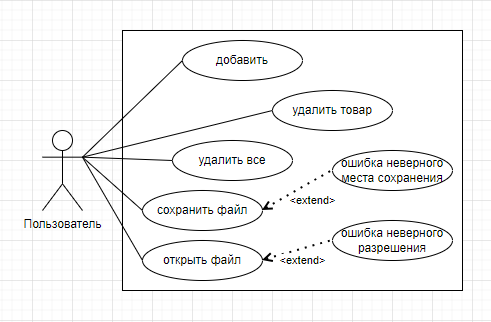 добавить
удалить товар
удалить все
ошибка неверного
места сохранения
<extend>
сохранить файл
Пользователь
ошибка неверного
разрешения
открыть файл
<extend>